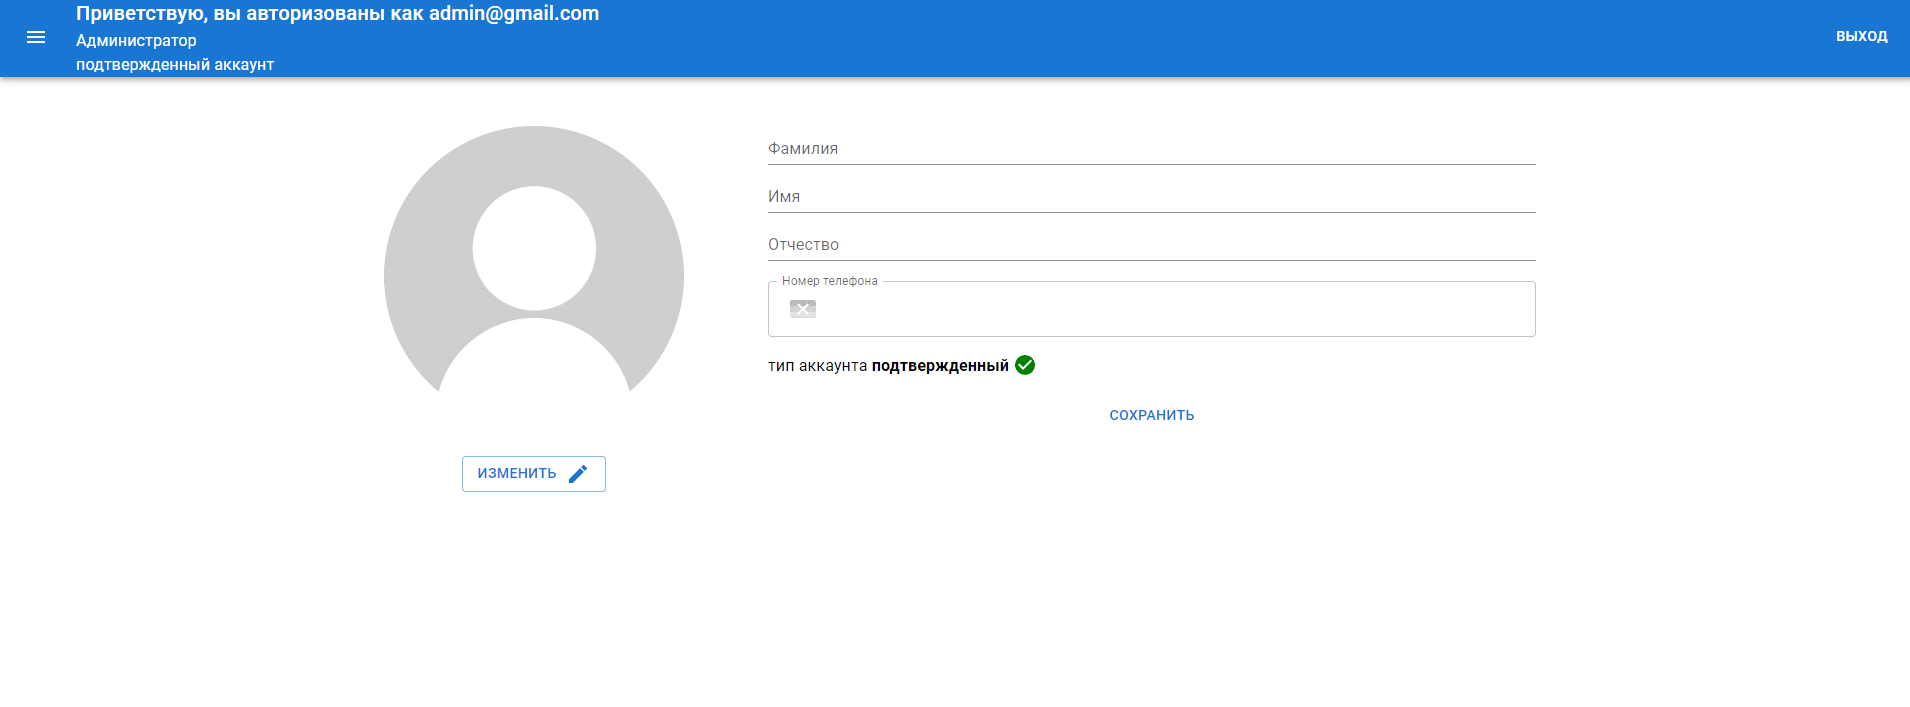 Приветствую, вы авторизованы как admin@gmail.com
Администратор
подтвержденный аккаунт
ВЫХОД
Фамилия
Имя
Отчество
Номер телефона
тип аккаунта подтвержденный
СОХРАНИТЬ
ИЗМЕНИТЬ